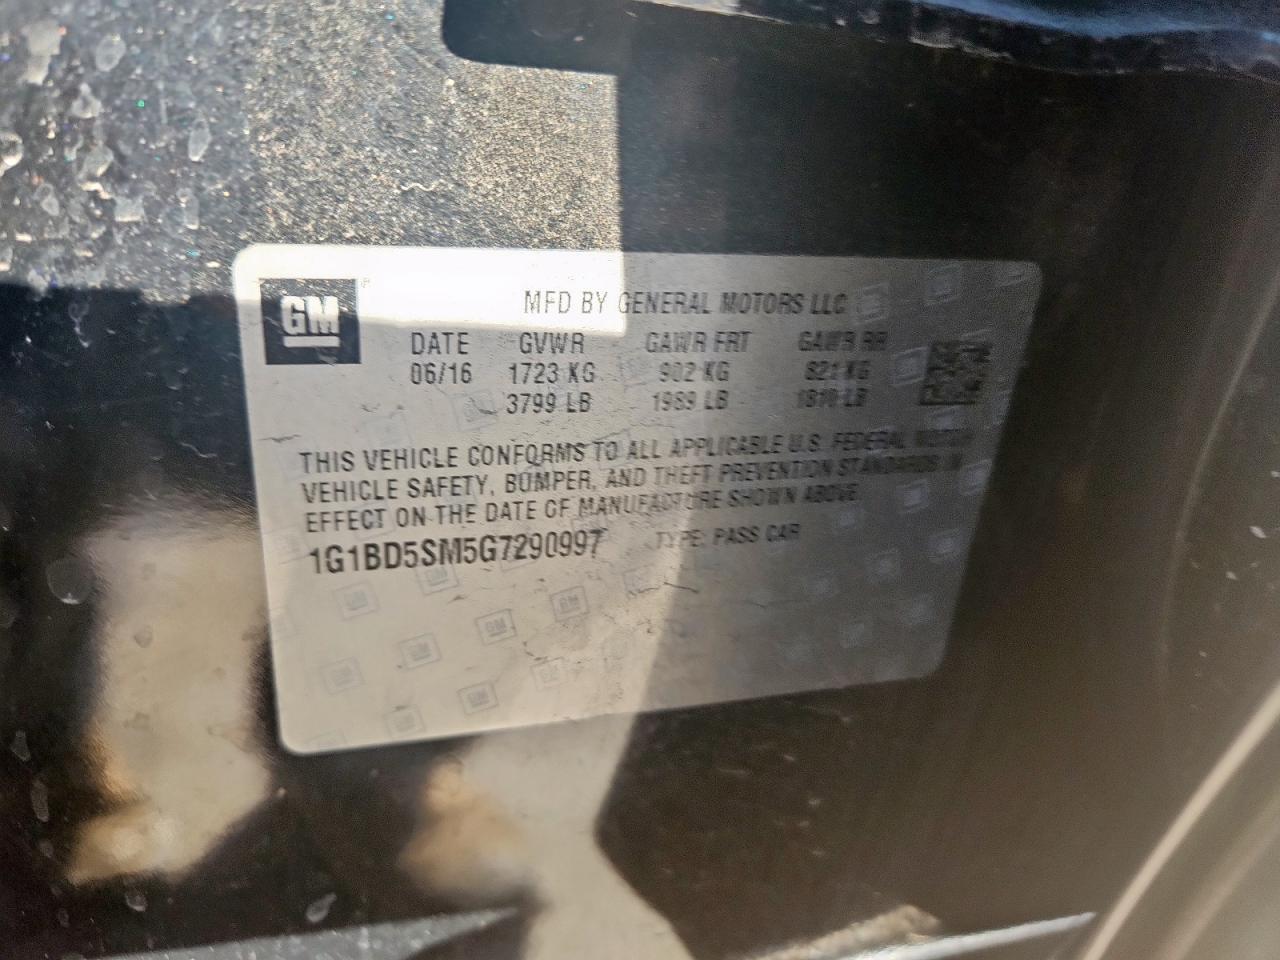 GM
MFD BY GENERAL MOTORS LLC
DATE GVWR GAWR FRT GAWR RR
06/16 1723 KG 902 KG 821 KG
3799 LB 1989 LB 1810 LB
THIS VEHICLE CONFORMS TO ALL APPLICABLE U.S. FEDERAL MOTOR
VEHICLE SAFETY, BUMPER, AND THEFT PREVENTION STANDARDS IN
EFFECT ON THE DATE OF MANUFACTURE SHOWN ABOVE.
1G1BD5SM5G7290997 TYPE: PASS CAR